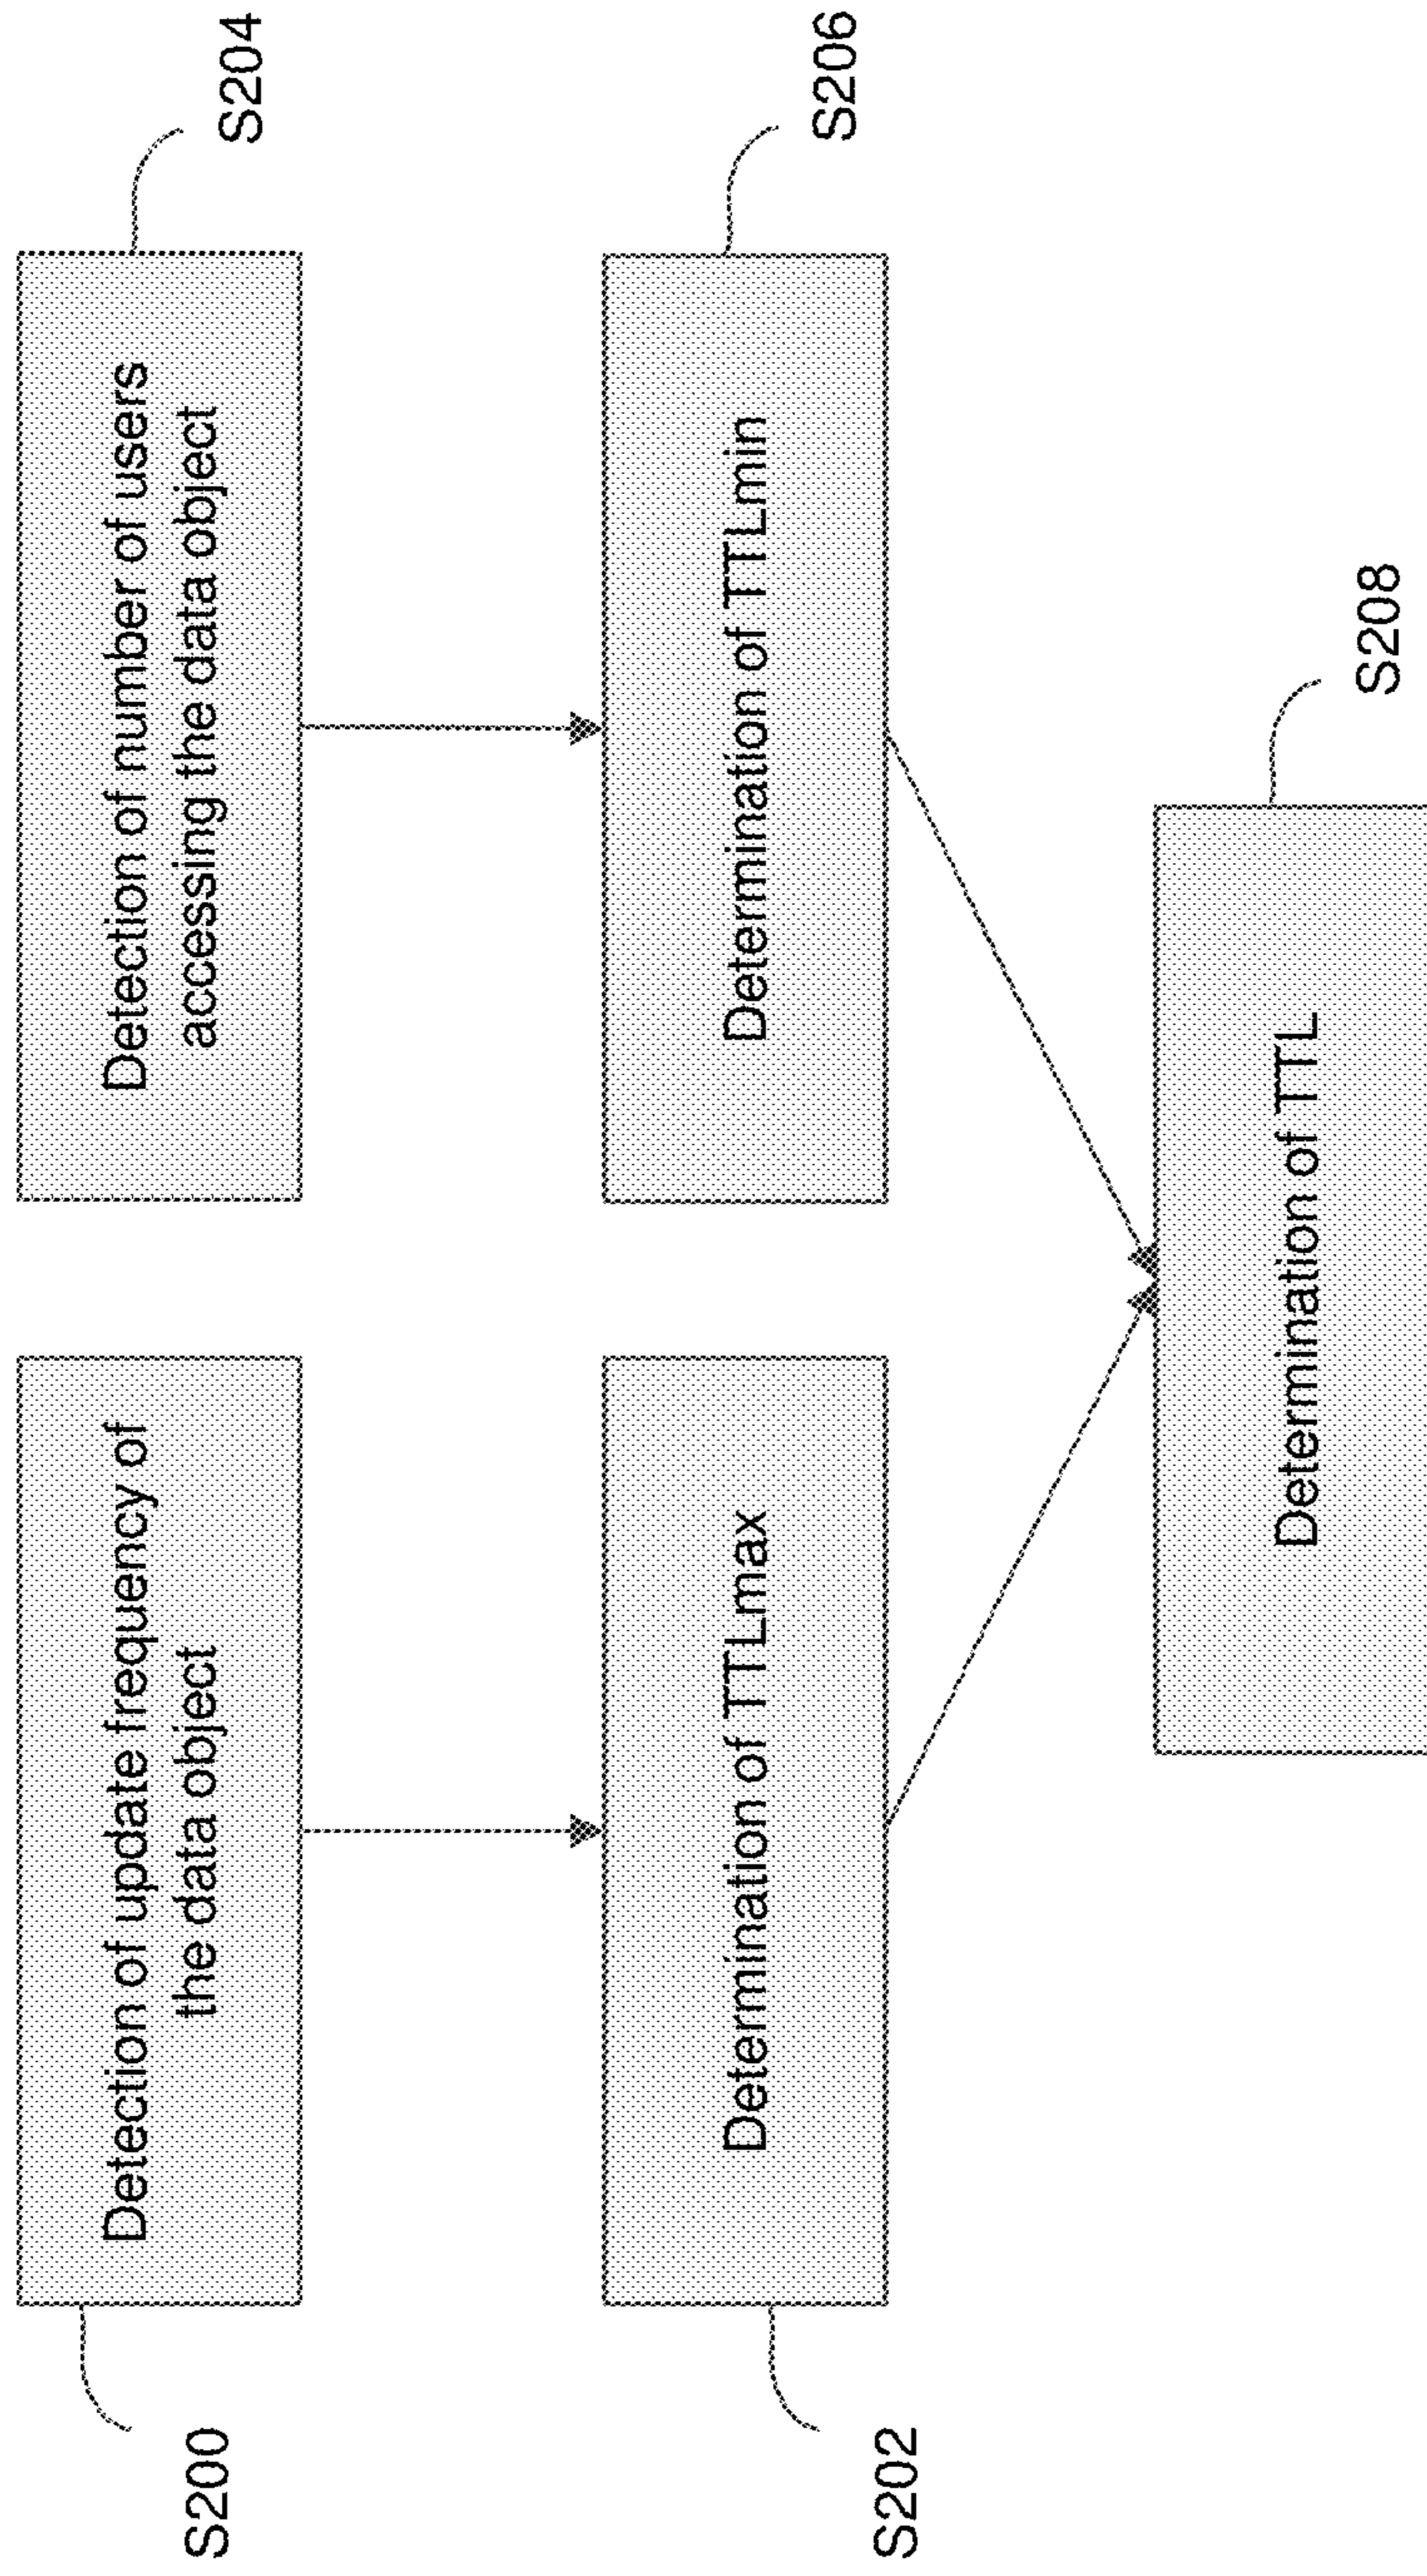 S200
Detection of update frequency of
the data object
Detection of number of users
accessing the data object
S204
S202
Determination of TTLmax
Determination of TTLmin
S206
Determination of TTL
S208